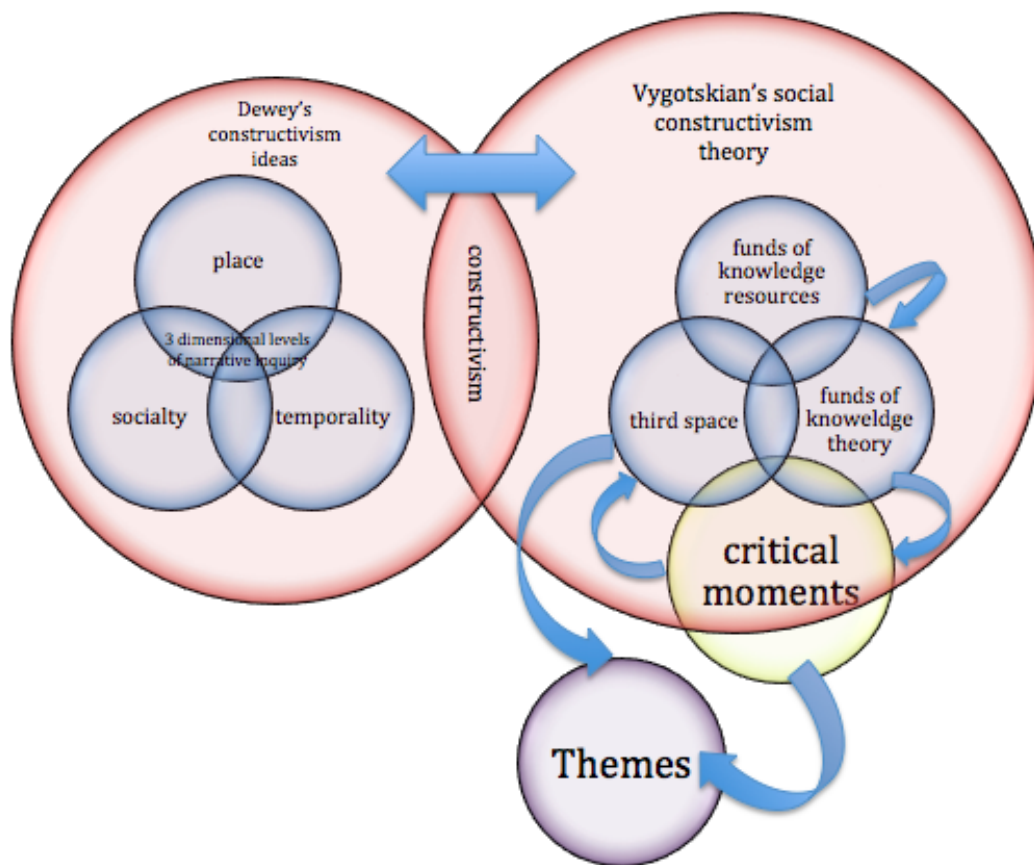 Dewey's
constructivism
ideas
place
3 dimensional levels
of narrative inquiry
socialty
temporality
constructivism
Vygotskian's social
constructivism
theory
funds of
knowledge
resources
third space
funds of
knoweldge
theory
critical
moments
Themes